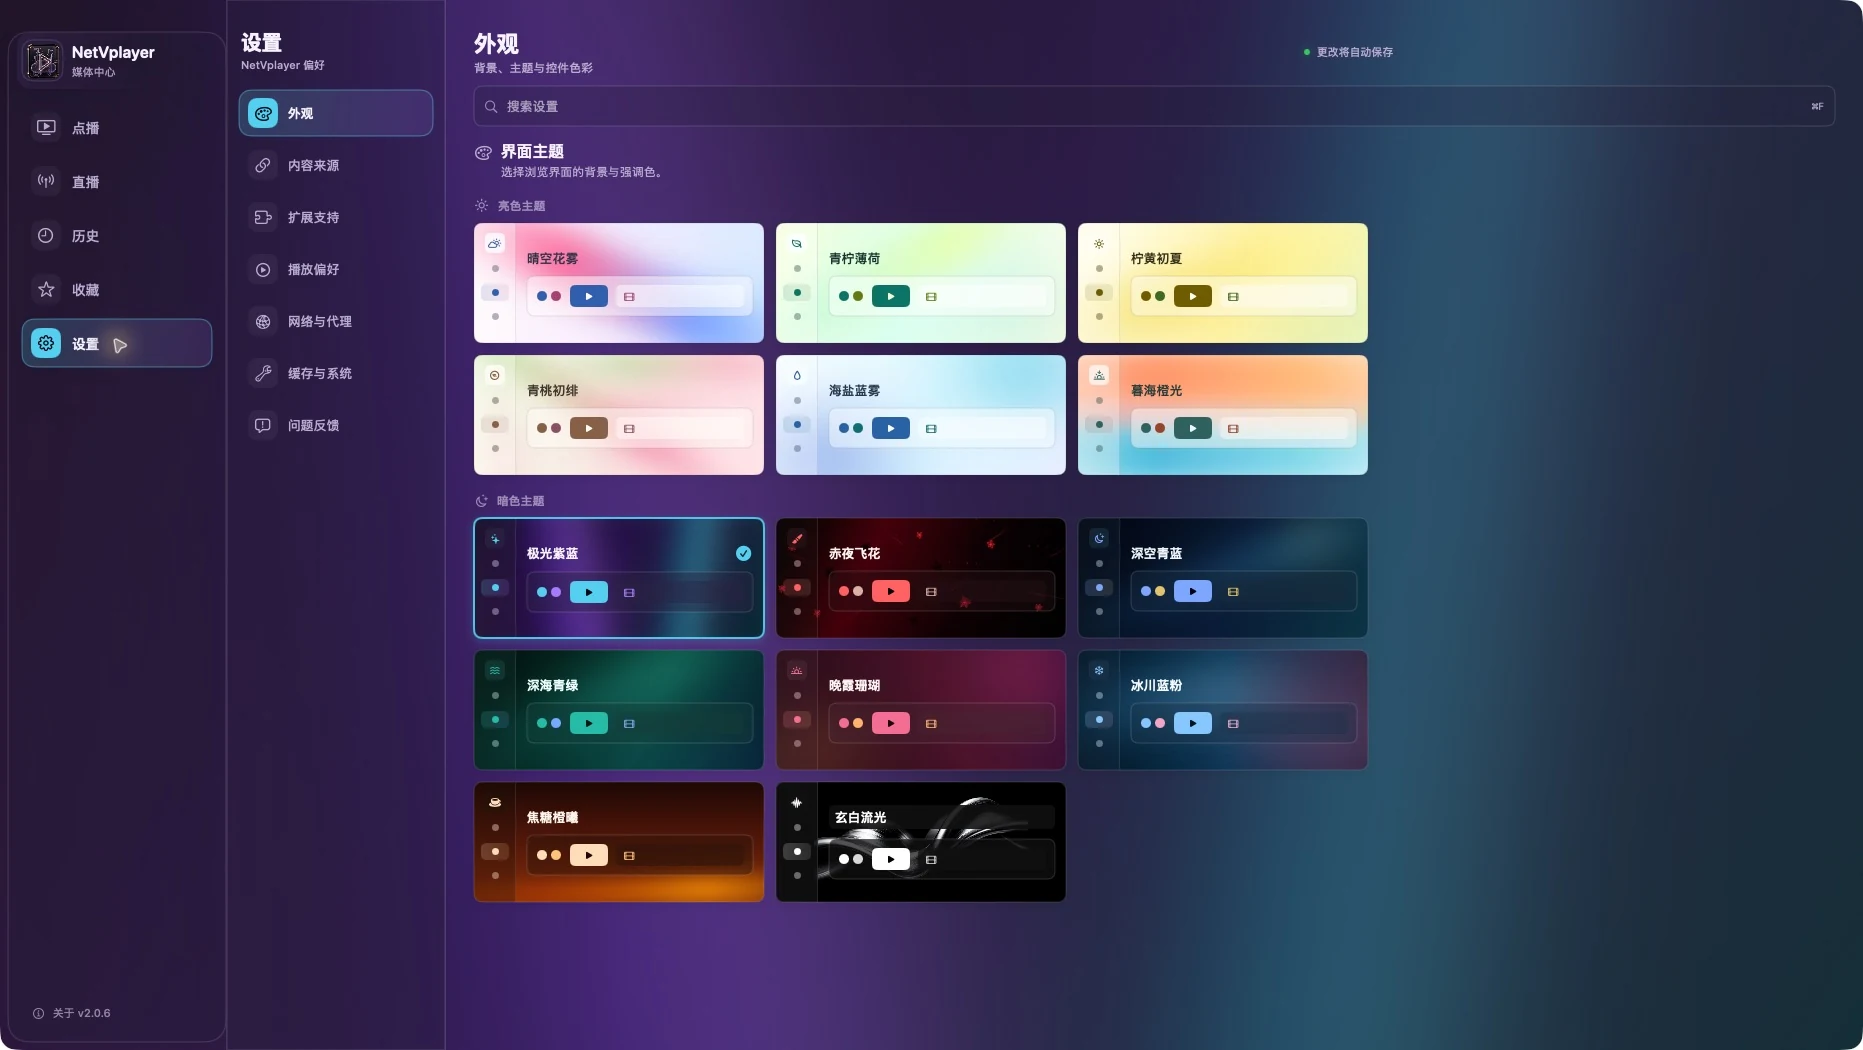 NetVplayer
媒体中心
点播
直播
历史
收藏
设置
关于 v2.0.6
设置
NetVplayer 偏好
外观
内容来源
扩展支持
播放偏好
网络与代理
缓存与系统
问题反馈
外观
背景、主题与控件色彩
更改将自动保存
搜索设置
⌘F
界面主题
选择浏览界面的背景与强调色。
亮色主题
晴空花雾
青柠薄荷
柠黄初夏
青桃初绯
海盐蓝雾
暮海橙光
暗色主题
极光紫蓝
赤夜飞花
深空青蓝
深海青绿
晚霞珊瑚
冰川蓝粉
焦糖橙曦
玄白流光